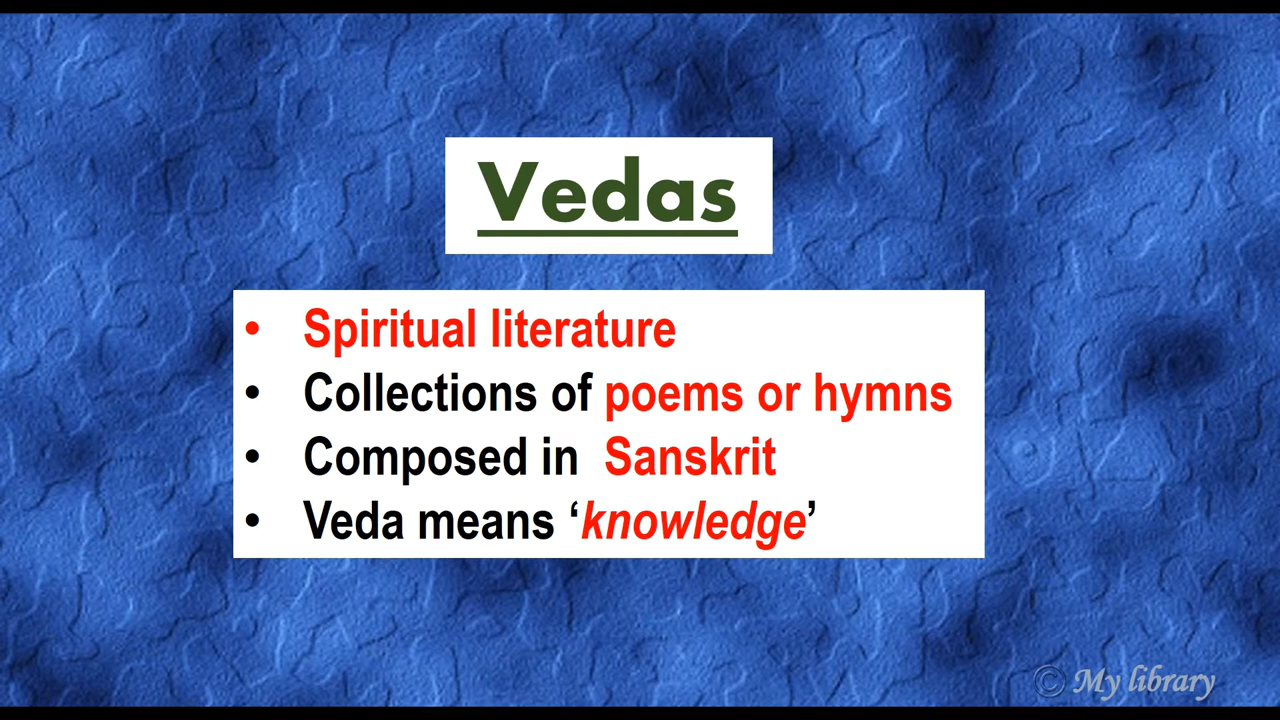 Vedas
• Spiritual literature
• Collections of poems or hymns
• Composed in Sanskrit
• Veda means ‘knowledge’
© My library